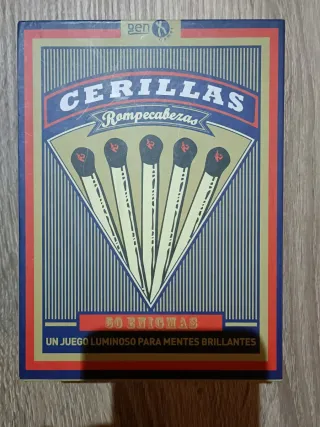 gen X
CERILLAS
Rompecabezas
50 ENIGMAS
UN JUEGO LUMINOSO PARA MENTES BRILLANTES